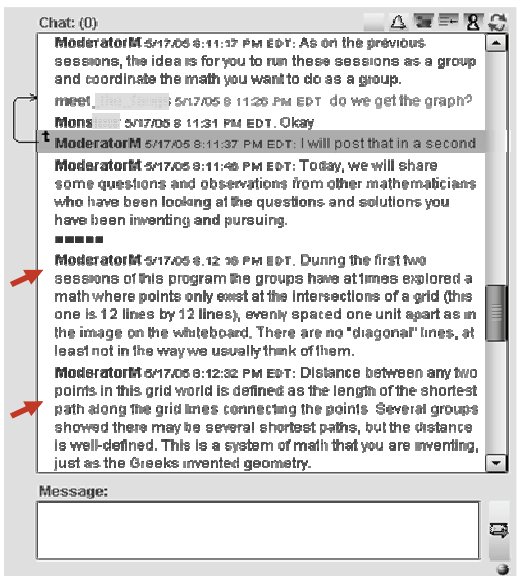 Chat: (0)
ModeratorM 5/17/05 8:11:17 PM EDT: As on the previous
sessions, the idea is for you to run these sessions as a group
and coordinate the math you want to do as a group.
meet 5/17/05 8 11:26 PM EDT do we get the graph?
Mons 5/17/05 8 11:31 PM EDT. Okay
t ModeratorM 5/17/05 8:11:37 PM EDT: I will post that in a second
ModeratorM 5/17/05 8:11:48 PM EDT: Today, we will share
some questions and observations from other mathematicians
who have been looking at the questions and solutions you
have been inventing and pursuing.
ModeratorM 5/17/05 8.12 PM EDT. During the first two
sessions of this program the groups have at times explored a
math where points only exist at the intersections of a grid (this
one is 12 lines by 12 lines), evenly spaced one unit apart as in
the image on the whiteboard. There are no "diagonal" lines, at
least not in the way we usually think of them.
ModeratorM 5/17/05 8:12:32 PM EDT: Distance between any two
points in this grid world is defined as the length of the shortest
path along the grid lines connecting the points Several groups
showed there may be several shortest paths, but the distance
is well-defined. This is a system of math that you are inventing,
just as the Greeks invented geometry.
Message: